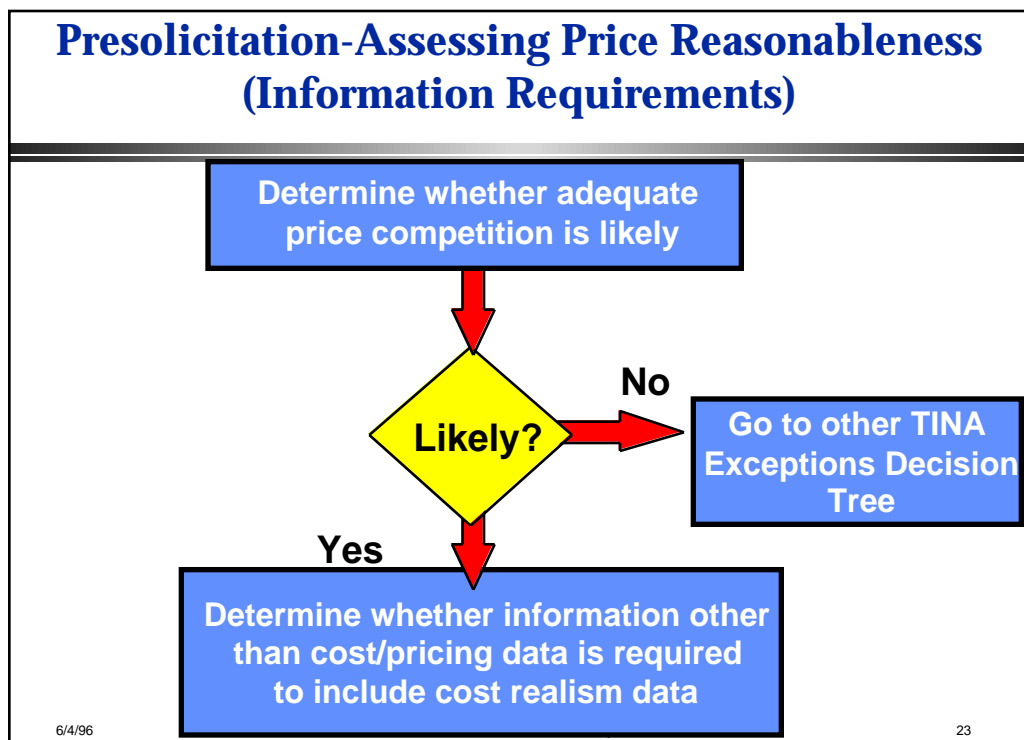 Presolicitation-Assessing Price Reasonableness
(Information Requirements)
Determine whether adequate
price competition is likely
No
Likely?
Go to other TINA
Exceptions Decision
Tree
Yes
Determine whether information other
than cost/pricing data is required
to include cost realism data
6/4/96
23